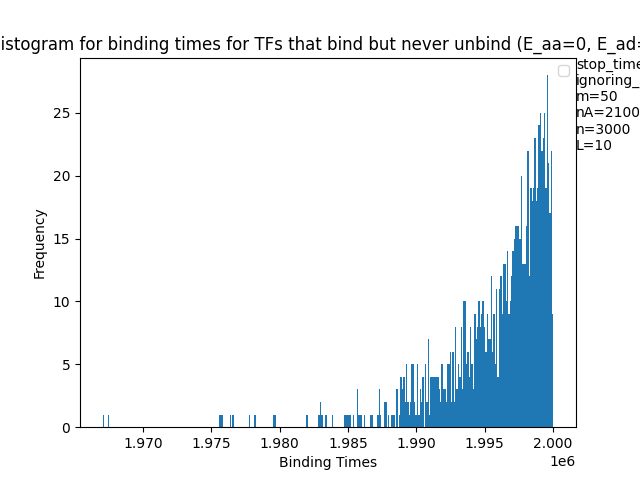 istogram for binding times for TFs that bind but never unbind (E_aa=0, E_ad=
stop_time
ignoring_
m=50
nA=2100
n=3000
L=10
Frequency
25
20
15
10
5
0
1.970
1.975
1.980
1.985
1.990
1.995
2.000
1e6
Binding Times